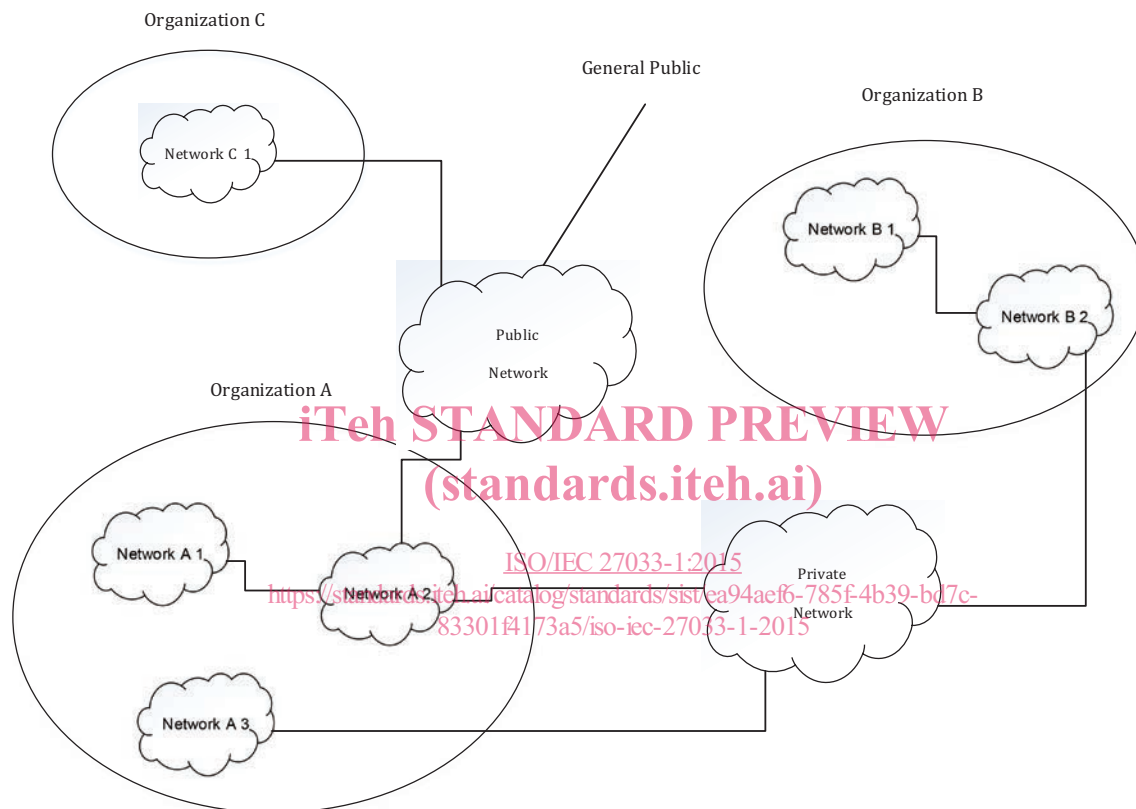 Organization C
General Public
Organization B
Network C 1
Network B 1
Network B 2
Public
Network
Organization A
iTeh STANDARD PREVIEW
(standards.iteh.ai)
Network A 1
ISO/IEC 27033-1:2015
Network A 2
Private
https://standards.iteh.ai/catalog/standards/sist/ea94aef6-785f-4b39-bd7c-
Network
83301f4173a5/iso-iec-27033-1-2015
Network A 3